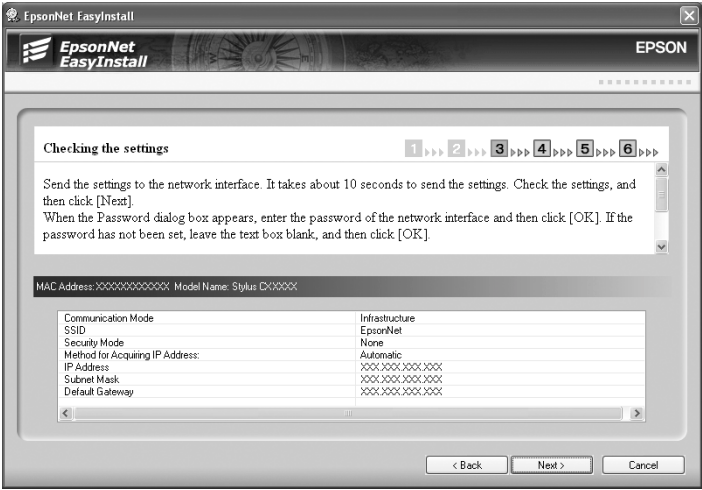 EpsonNet EasyInstall
EpsonNet
EasyInstall
EPSON
Checking the settings
1 2 3 4 5 6
Send the settings to the network interface. It takes about 10 seconds to send the settings. Check the settings, and
then click [Next].
When the Password dialog box appears, enter the password of the network interface and then click [OK]. If the
password has not been set, leave the text box blank, and then click [OK].
MAC Address:XXXXXXXXXXXX Model Name: Stylus CXXXXX
Communication Mode Infrastructure
SSID EpsonNet
Security Mode None
Method for Acquiring IP Address: Automatic
IP Address XXX.XXX.XXX.XXX
Subnet Mask XXX.XXX.XXX.XXX
Default Gateway XXX.XXX.XXX.XXX
< Back Next > Cancel